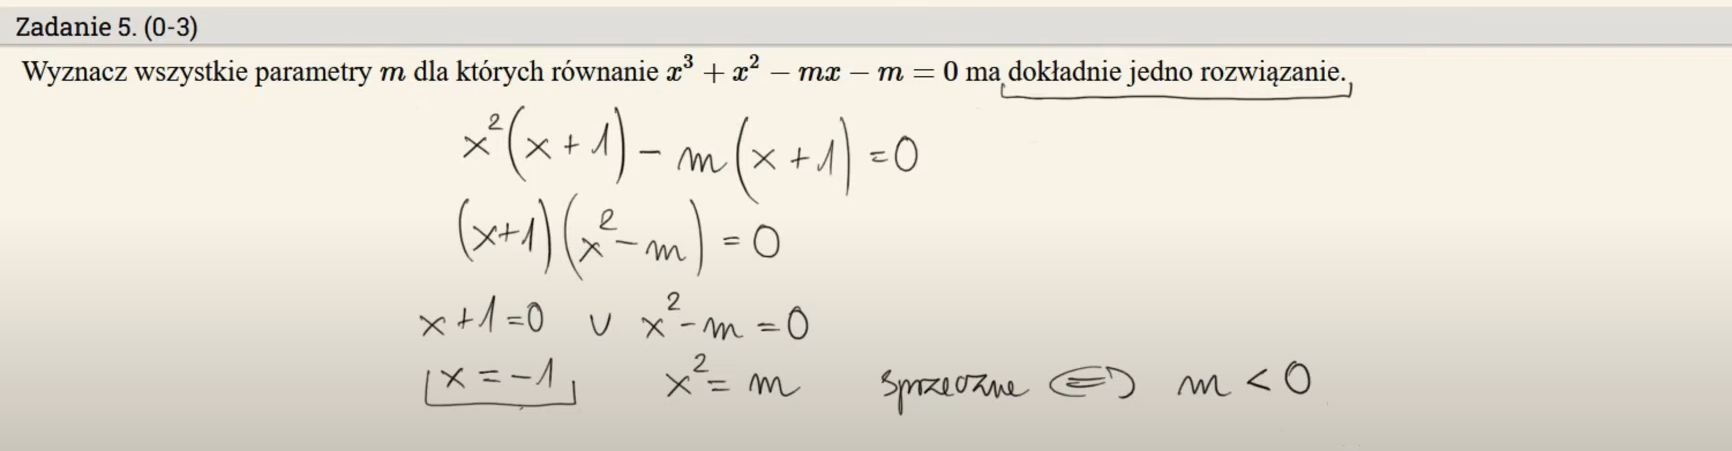 Zadanie 5. (0-3)
Wyznacz wszystkie parametry m dla których równanie x³ + x² − mx − m = 0 ma dokładnie jedno rozwiązanie.
x²(x+1) − m(x+1) = 0
(x+1)(x²−m) = 0
x+1=0 ∨ x²−m=0
x=−1 x²=m sprzeczne ⇔ m<0